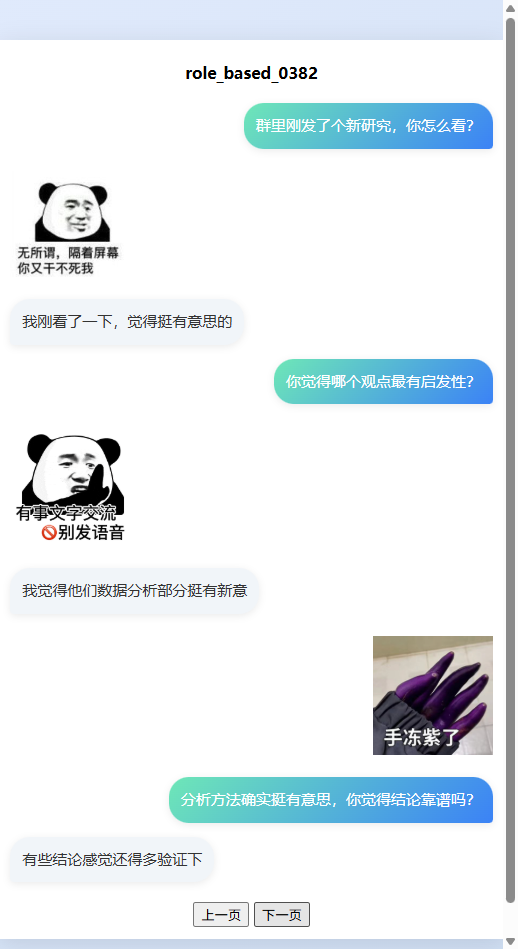 role_based_0382
群里刚发了个新研究，你怎么看？
无所谓，隔着屏幕
你又干不死我
我刚看了一下，觉得挺有意思的
你觉得哪个观点最有启发性？
有事文字交流
🚫别发语音
我觉得他们数据分析部分挺有新意
手冻紫了
分析方法确实挺有意思，你觉得结论靠谱吗？
有些结论感觉还得多验证下
上一页 下一页